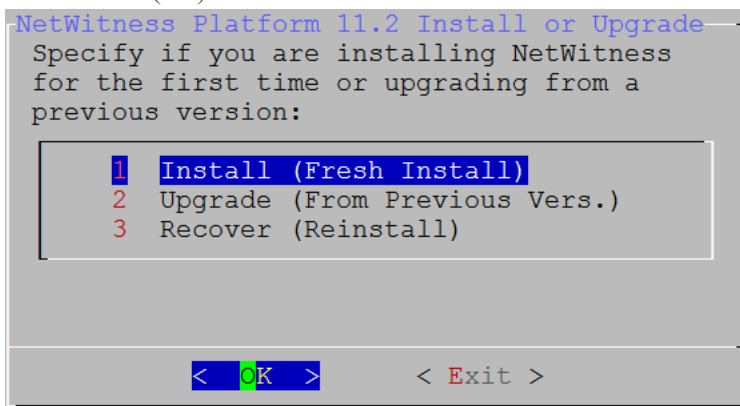 NetWitness Platform 11.2 Install or Upgrade
Specify if you are installing NetWitness
for the first time or upgrading from a
previous version:
1 Install (Fresh Install)
2 Upgrade (From Previous Vers.)
3 Recover (Reinstall)
< OK > < Exit >